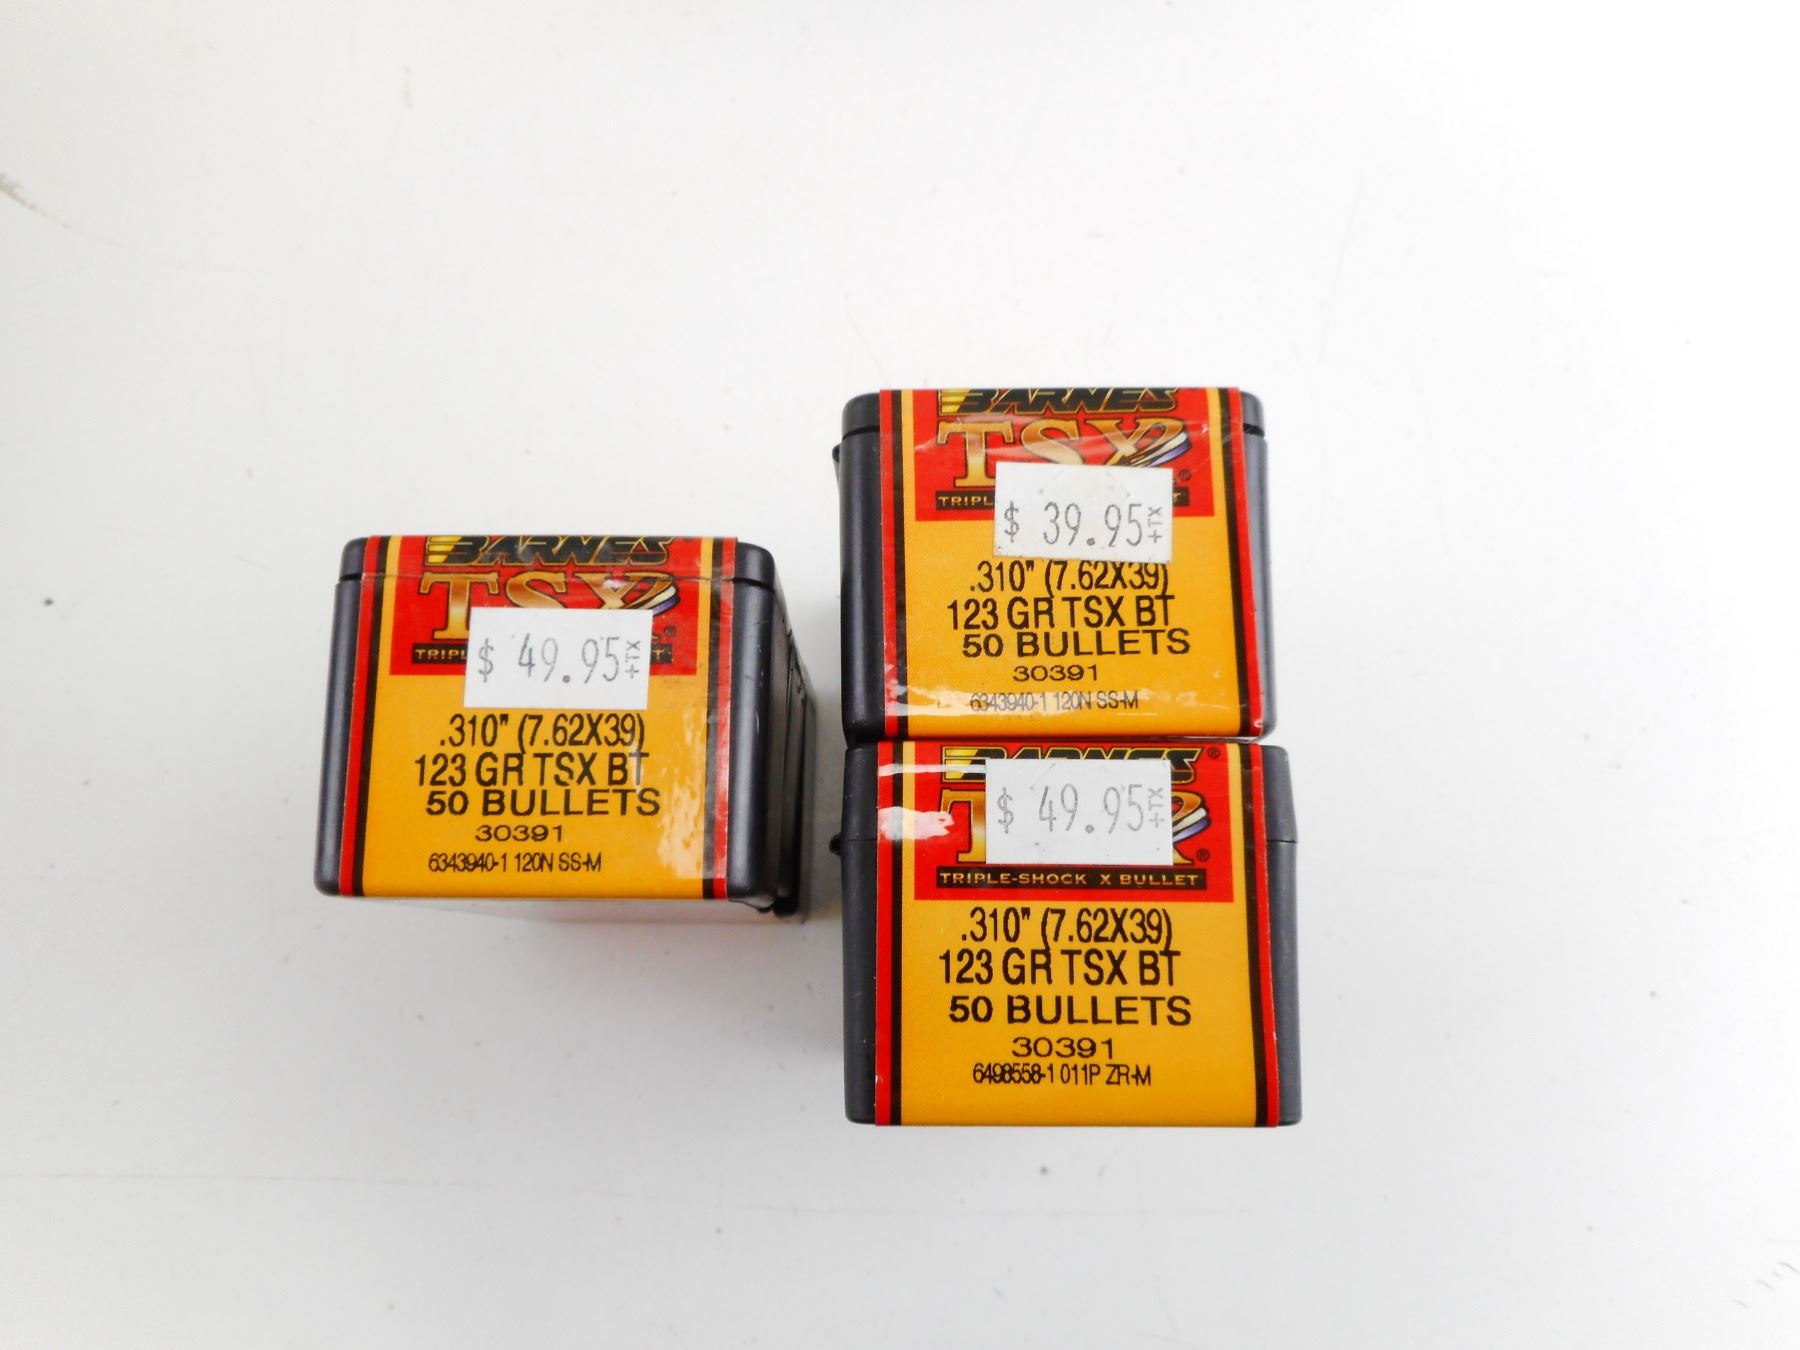 BARNES
TSX
TRIPL
$ 49.95+TX
.310" (7.62X39)
123 GR TSX BT
50 BULLETS
30391
6343940-1 120N SS-M
BARNES
TSX
TRIPL
$ 39.95+TX
.310" (7.62X39)
123 GR TSX BT
50 BULLETS
30391
6343940-1 120N SS-M
BARNES®
$ 49.95+TX
TRIPLE-SHOCK X BULLET
.310" (7.62X39)
123 GR TSX BT
50 BULLETS
30391
6498558-1 011P ZR-M